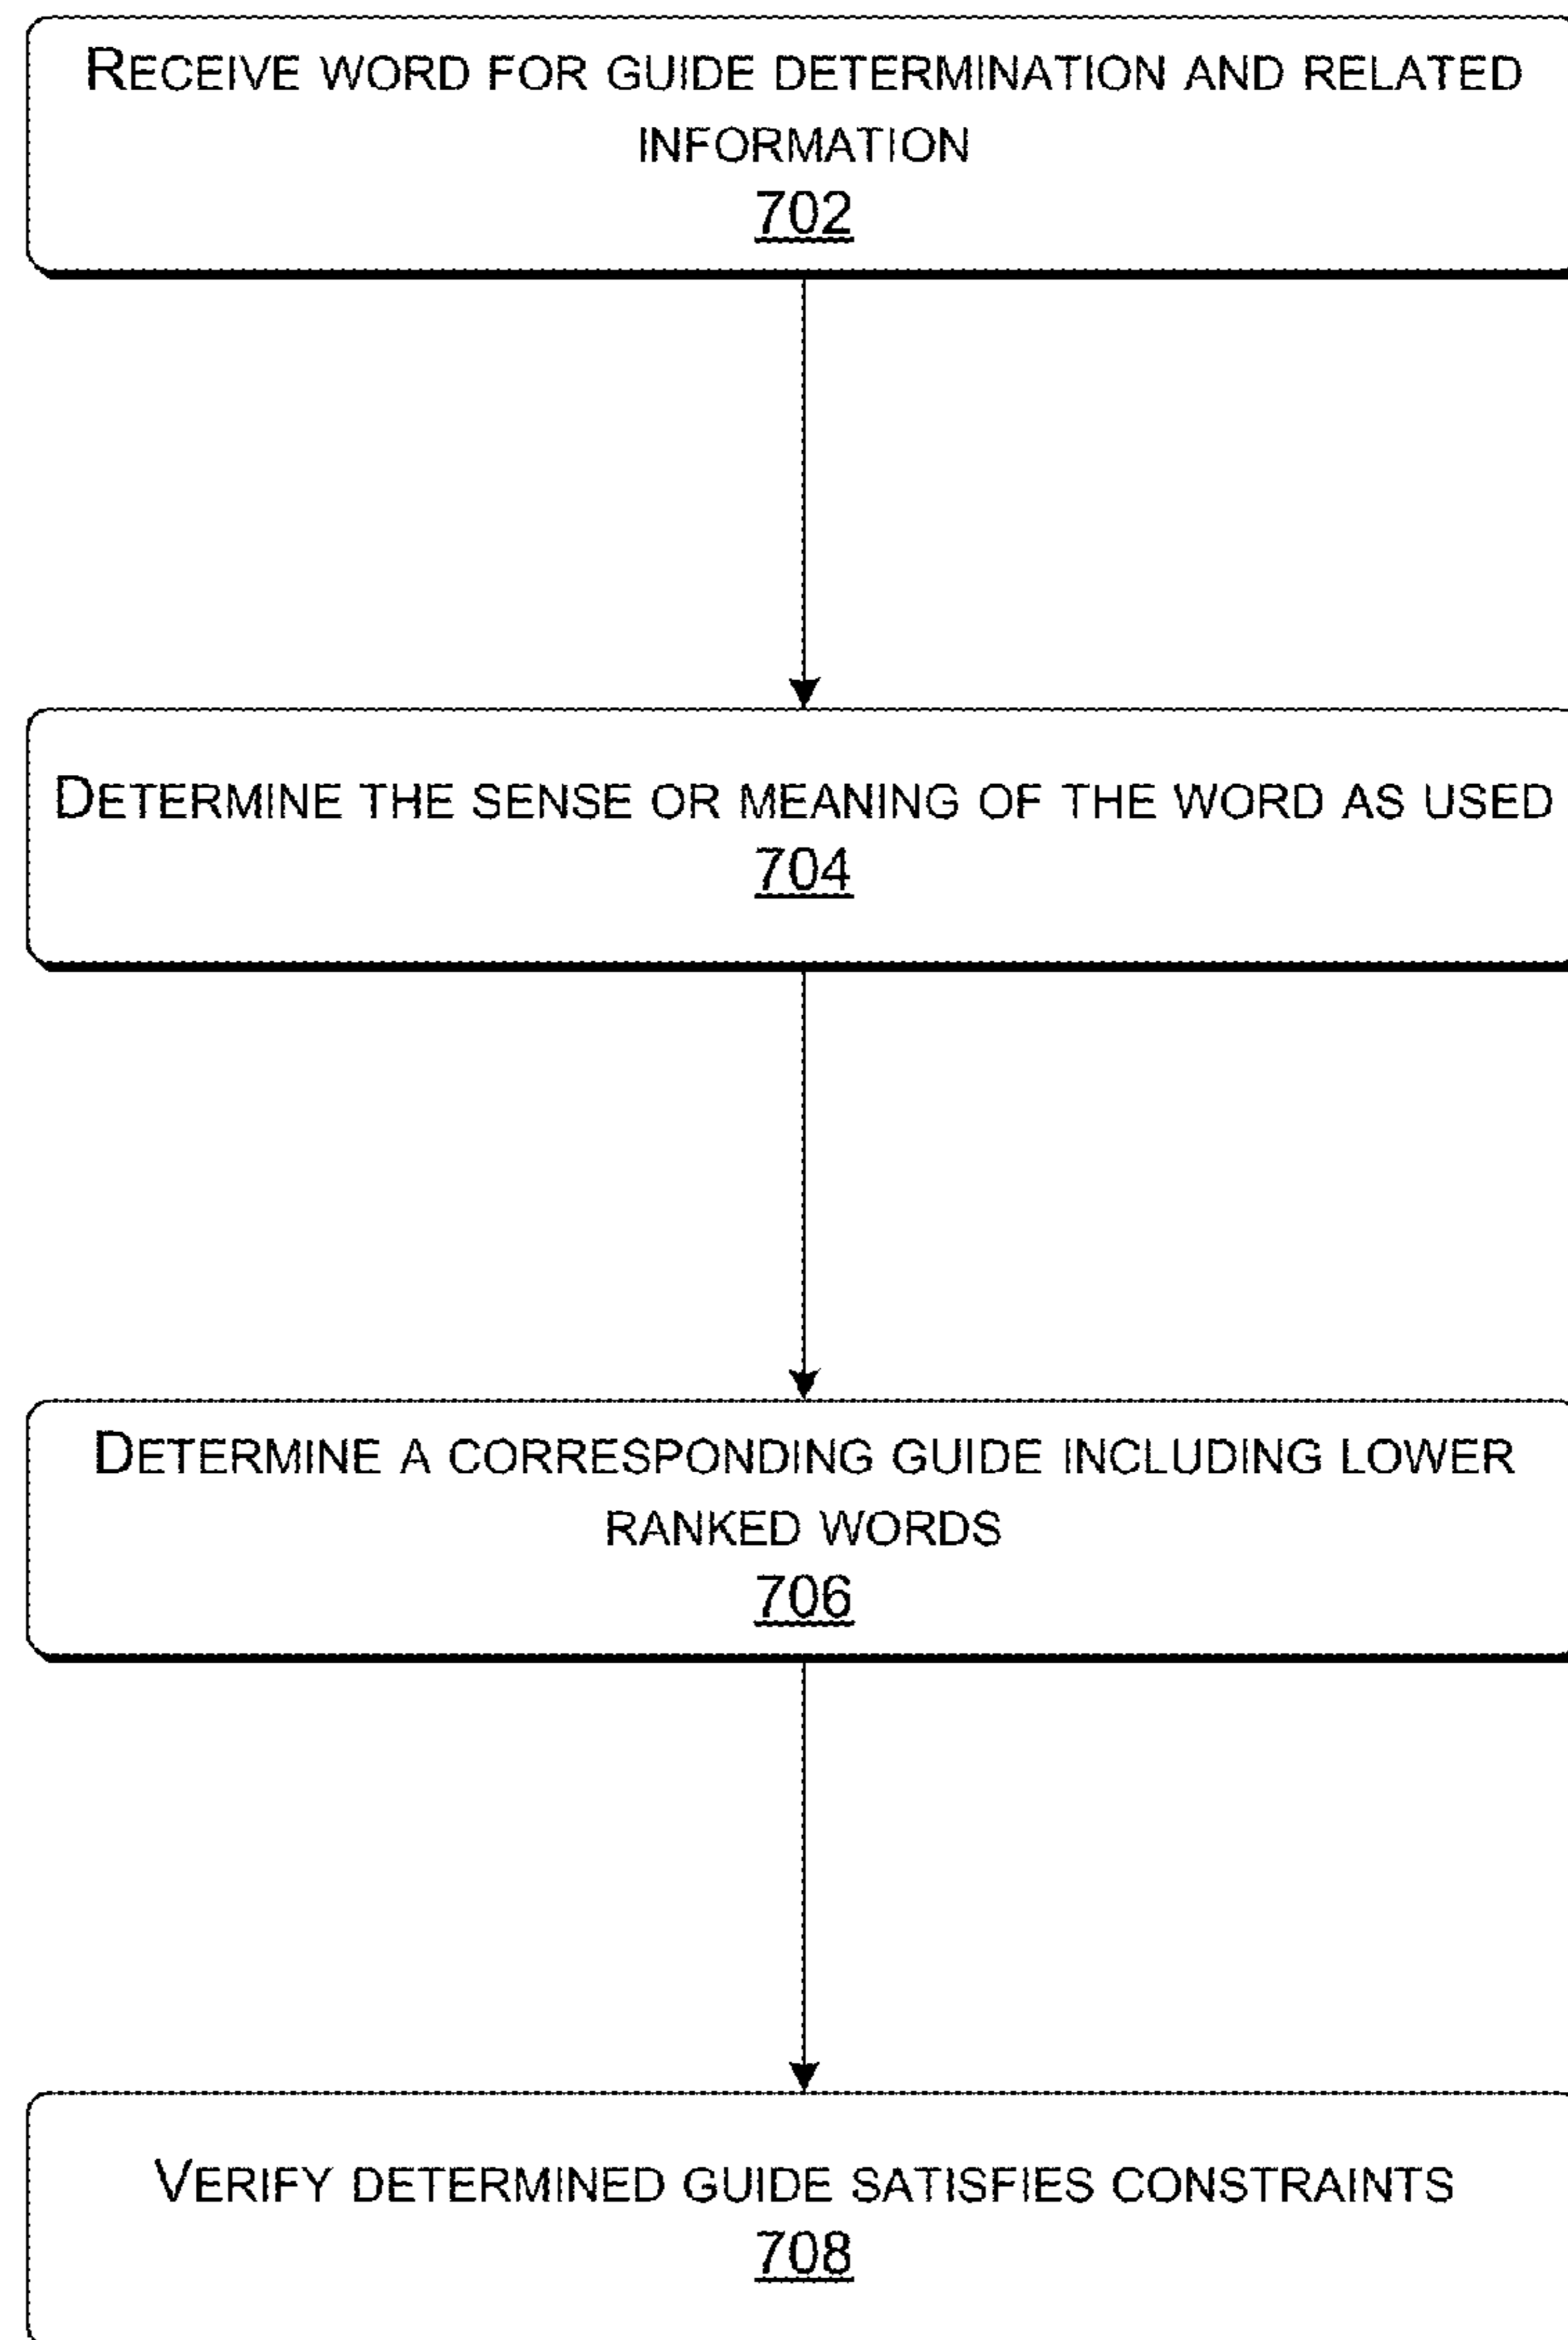 RECEIVE WORD FOR GUIDE DETERMINATION AND RELATED
INFORMATION
702
DETERMINE THE SENSE OR MEANING OF THE WORD AS USED
704
DETERMINE A CORRESPONDING GUIDE INCLUDING LOWER
RANKED WORDS
706
VERIFY DETERMINED GUIDE SATISFIES CONSTRAINTS
708